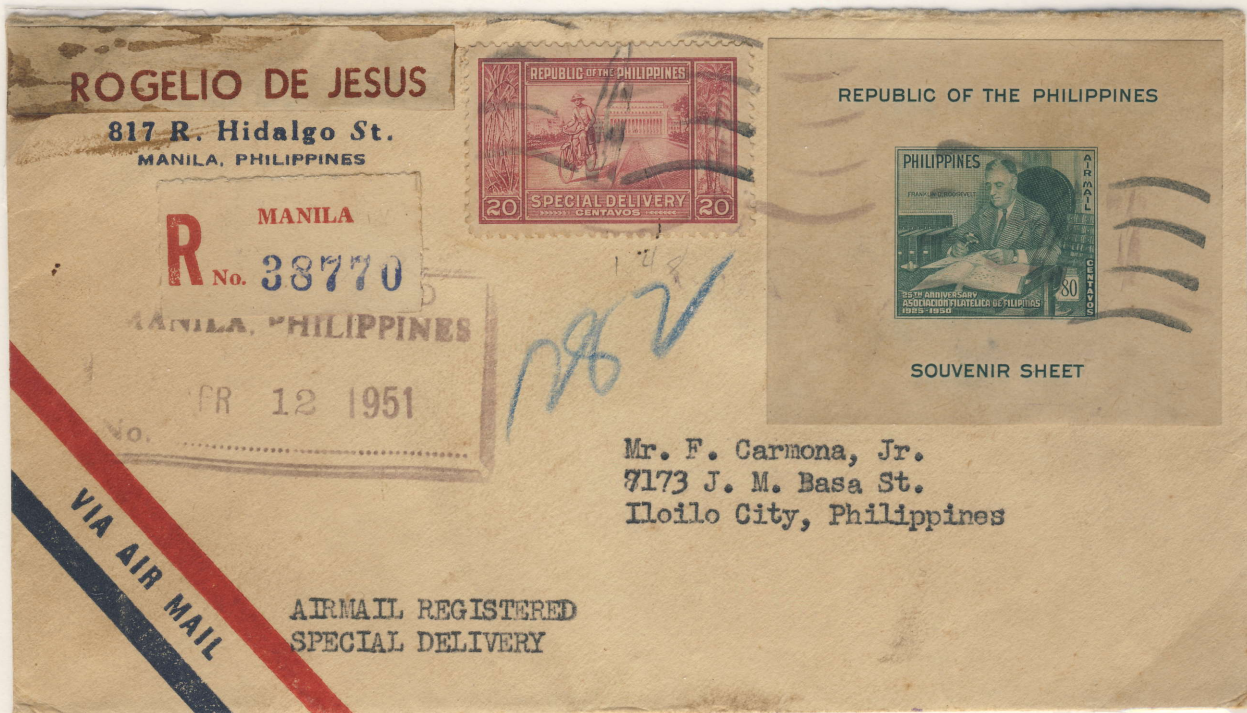 ROGELIO DE JESUS
817 R. Hidalgo St.
MANILA, PHILIPPINES
R
MANILA
No. 38770
MANILA, PHILIPPINES
12 1951
No.
REPUBLIC OF THE PHILIPPINES
20
SPECIAL DELIVERY
CENTAVOS
20
REPUBLIC OF THE PHILIPPINES
PHILIPPINES
AIR MAIL
FRANKLIN D. ROOSEVELT
80
CENTAVOS
25TH ANNIVERSARY
ASOCIACION FILATELICA DE FILIPINAS
1925-1950
SOUVENIR SHEET
282
Mr. F. Carmona, Jr.
7173 J. M. Basa St.
Iloilo City, Philippines
VIA AIR MAIL
AIRMAIL REGISTERED
SPECIAL DELIVERY